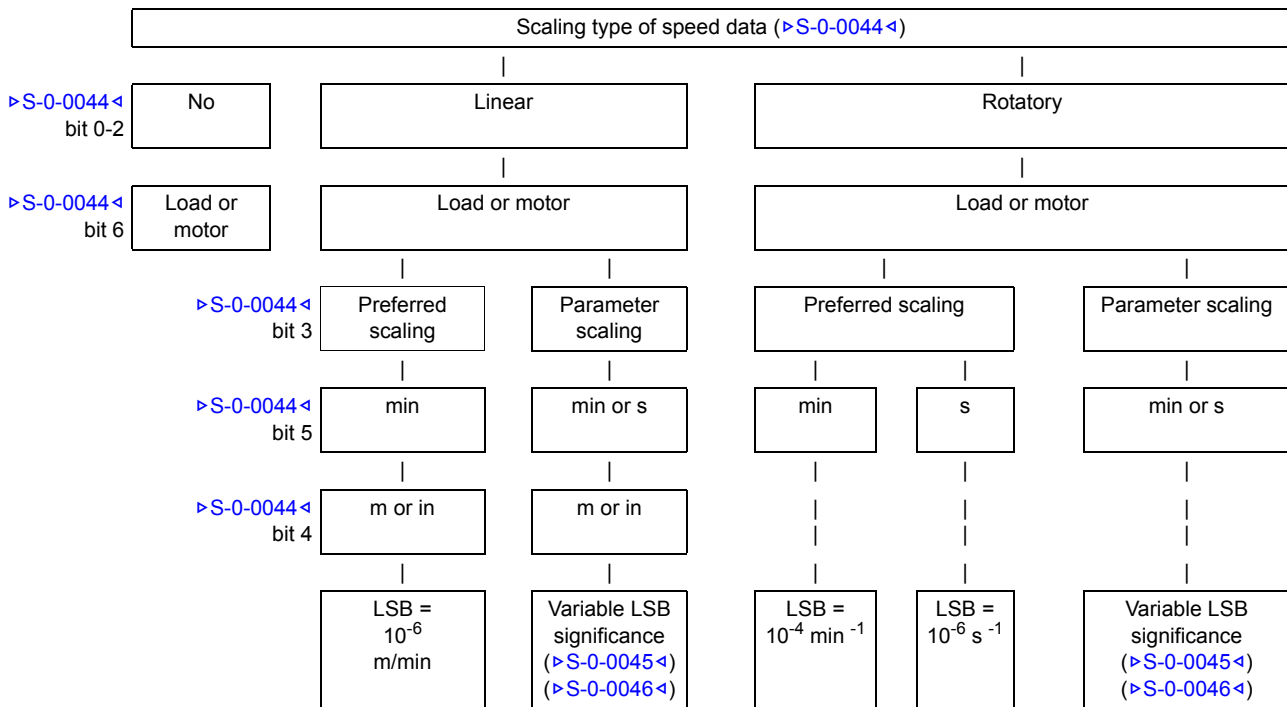 Scaling type of speed data (▹S-0-0044◃)
▹S-0-0044◃ No Linear Rotatory
bit 0-2
▹S-0-0044◃ Load or Load or motor Load or motor
bit 6 motor
▹S-0-0044◃ Preferred Parameter Preferred scaling Parameter scaling
bit 3 scaling scaling
▹S-0-0044◃ min min or s min s min or s
bit 5
▹S-0-0044◃ m or in m or in
bit 4
LSB = Variable LSB LSB = LSB = Variable LSB
10⁻⁶ significance 10⁻⁴ min ⁻¹ 10⁻⁶ s ⁻¹ significance
m/min (▹S-0-0045◃) (▹S-0-0045◃)
(▹S-0-0046◃) (▹S-0-0046◃)